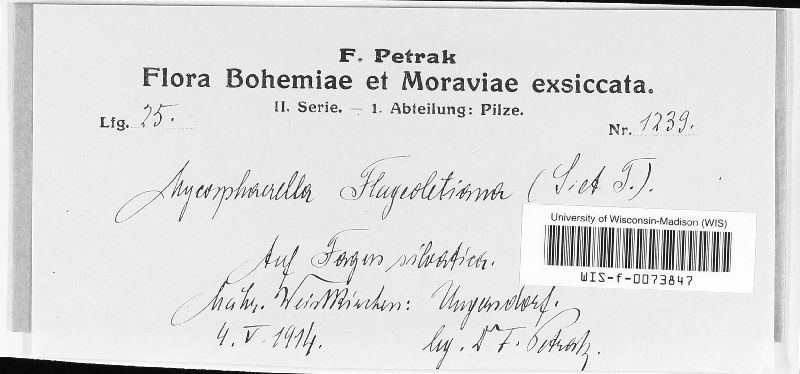 F. Petrak
Flora Bohemiae et Moraviae exsiccata.
II. Serie. — 1. Abteilung: Pilze.
Lfg. 25.
Nr. 1239.
Mycosphaerella Flageoletiana (S. et T.).
University of Wisconsin-Madison (WIS)
WIS-f-0073847
Auf Fagus silvatica.
Mähr. Weisskirchen: Ungersdorf.
4. V. 1914. leg. Dr F. Petrak.